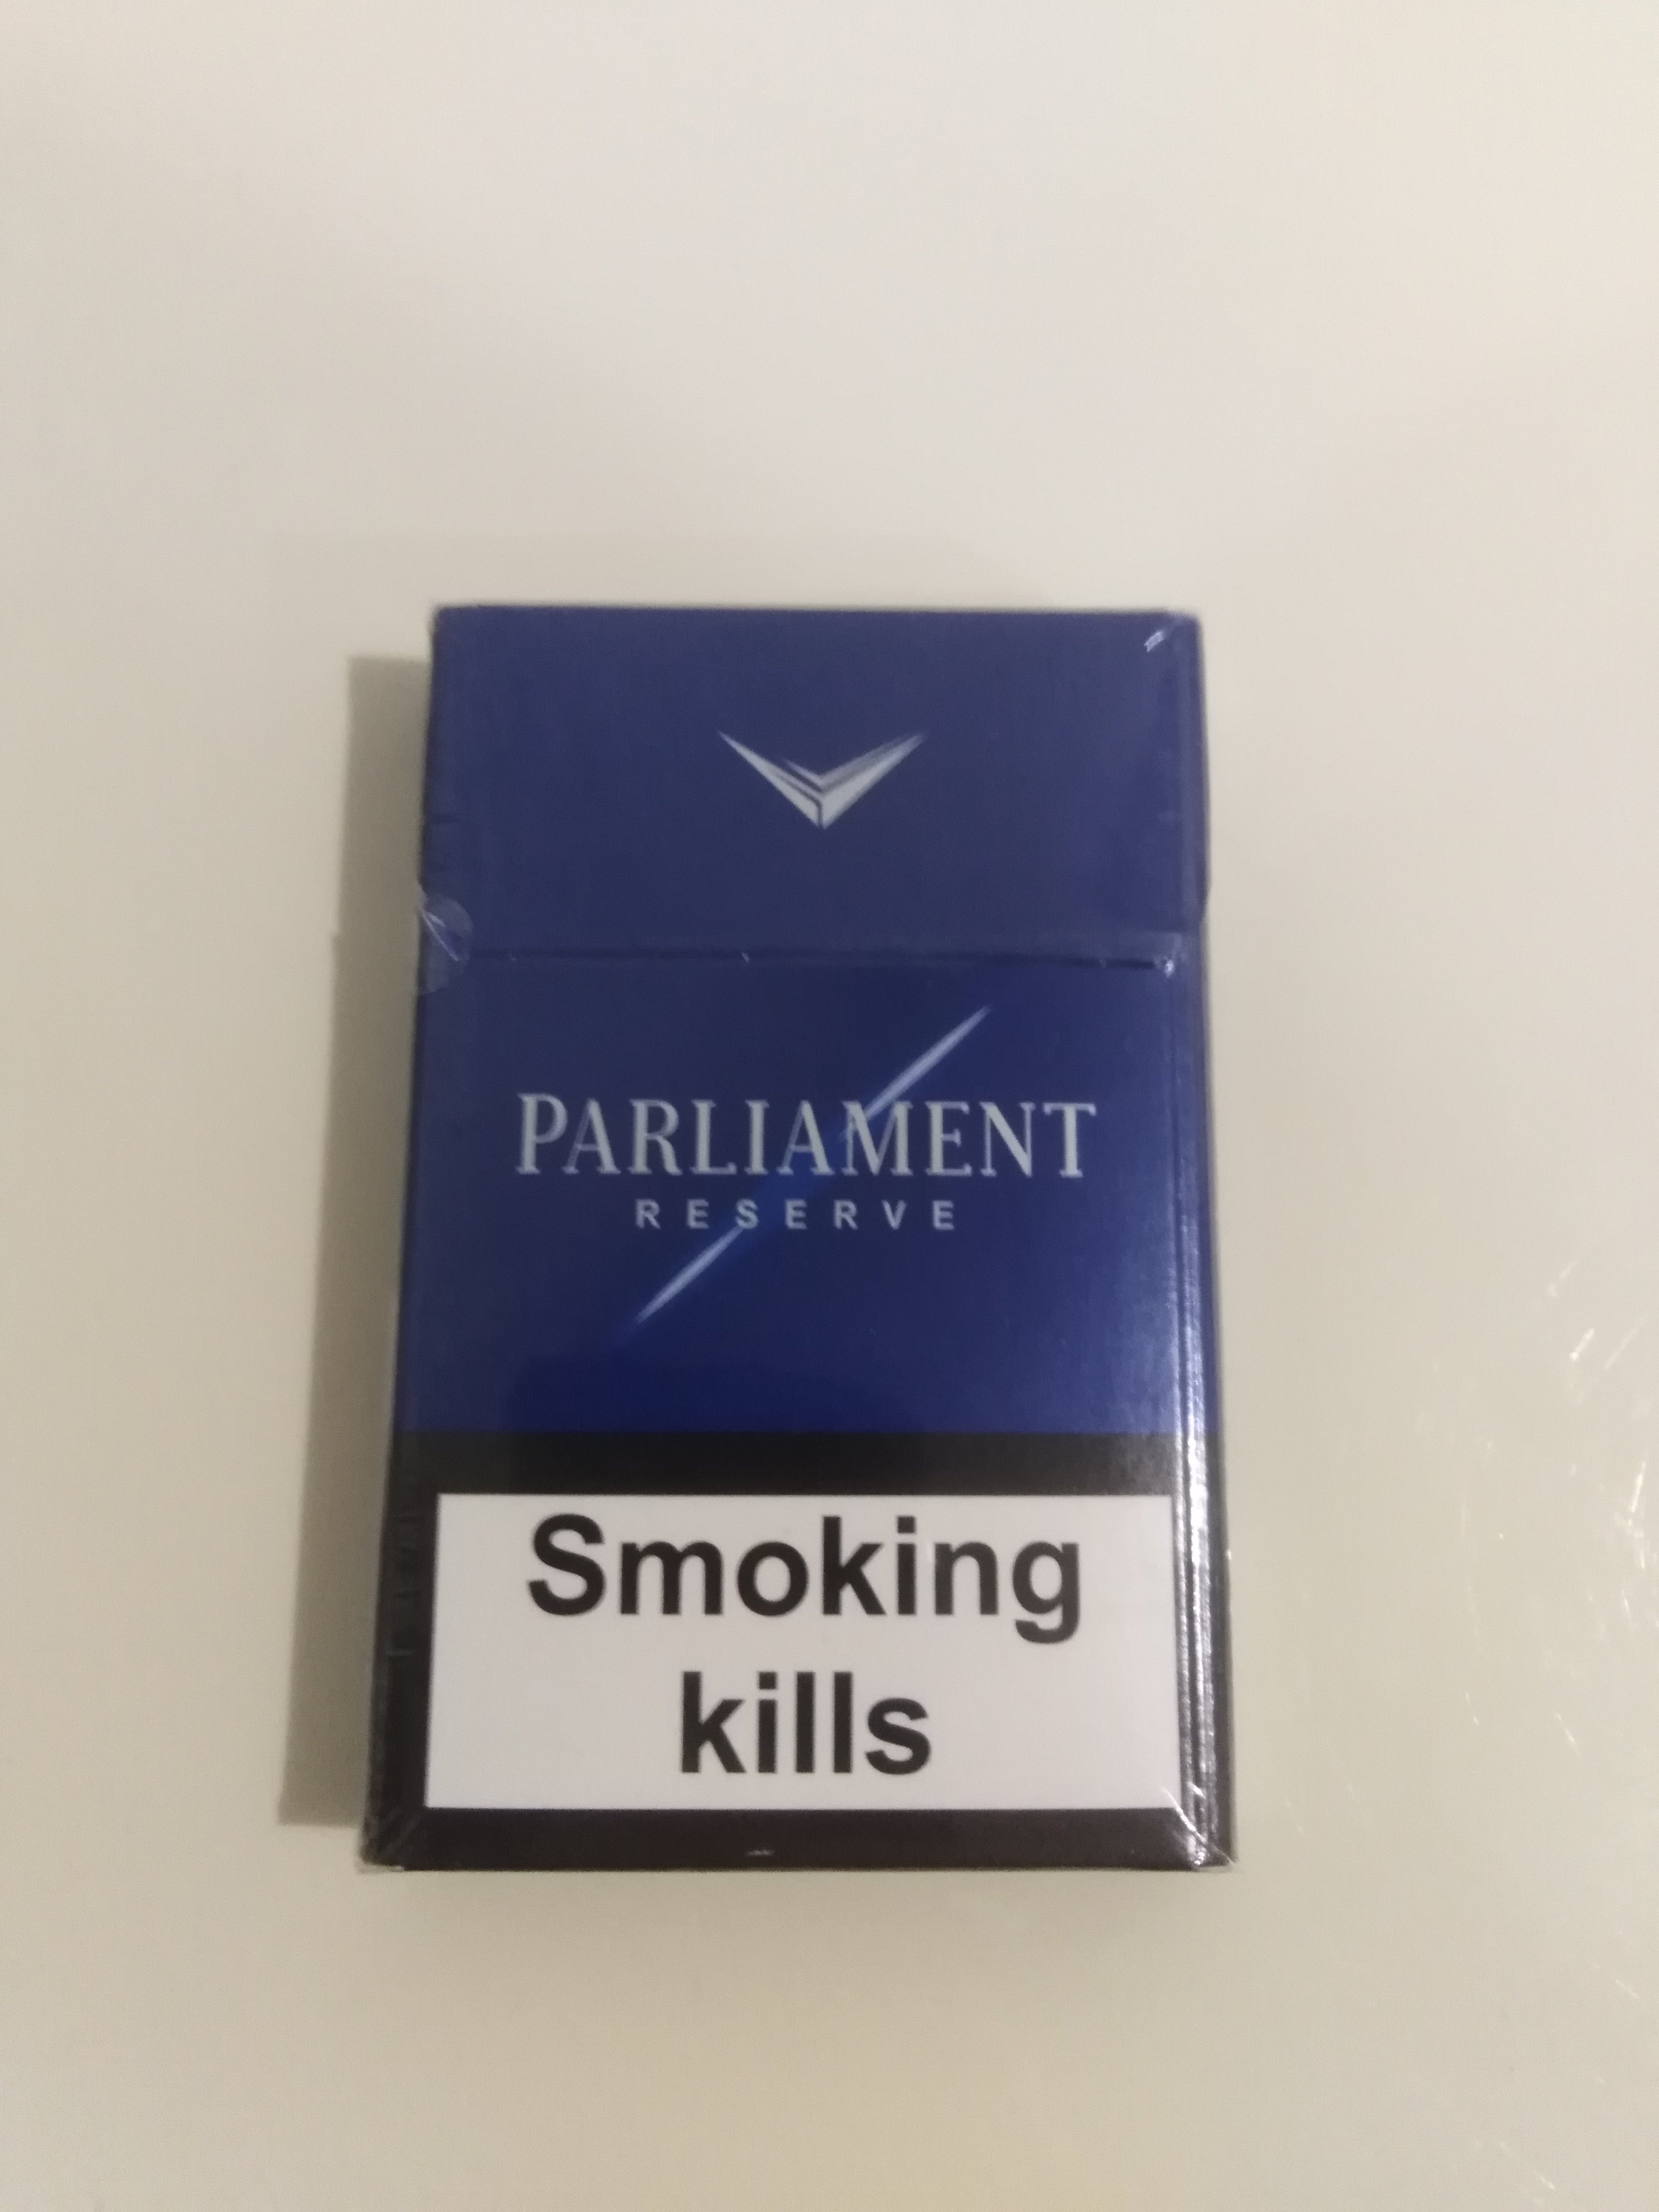 PARLIAMENT
RESERVE
Smoking
kills